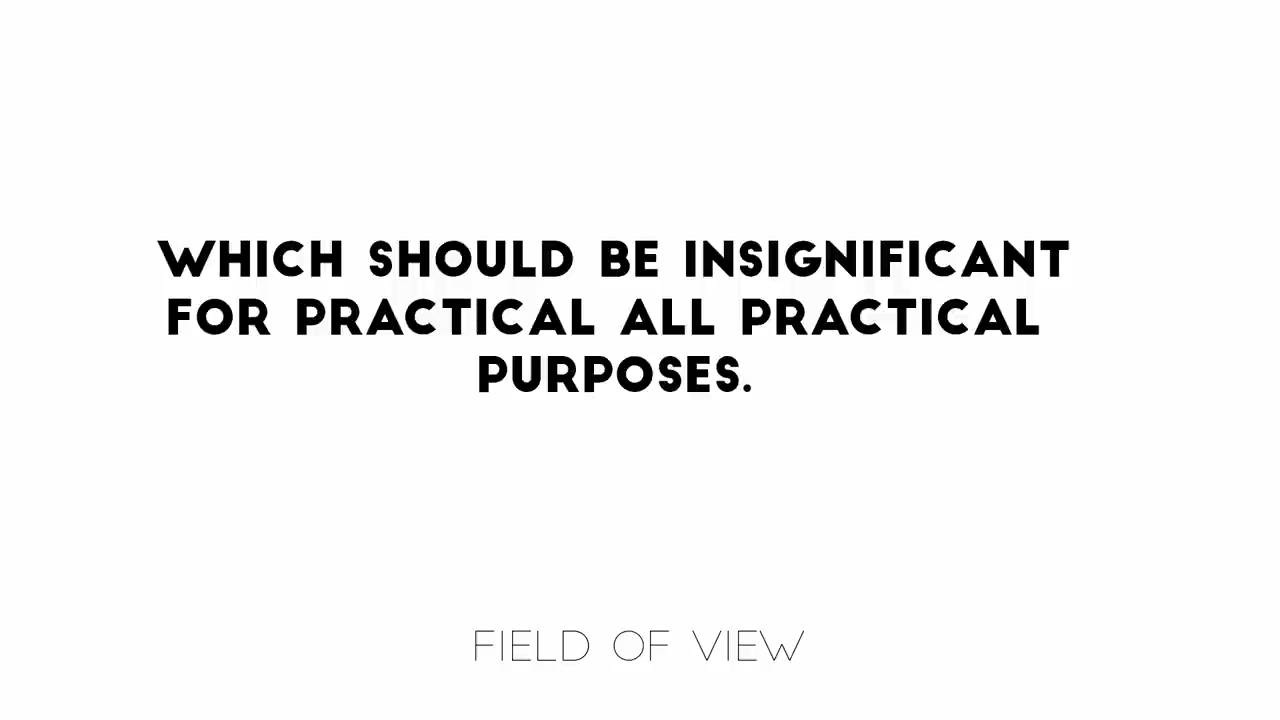 WHICH SHOULD BE INSIGNIFICANT
FOR PRACTICAL ALL PRACTICAL
PURPOSES.
FIELD OF VIEW